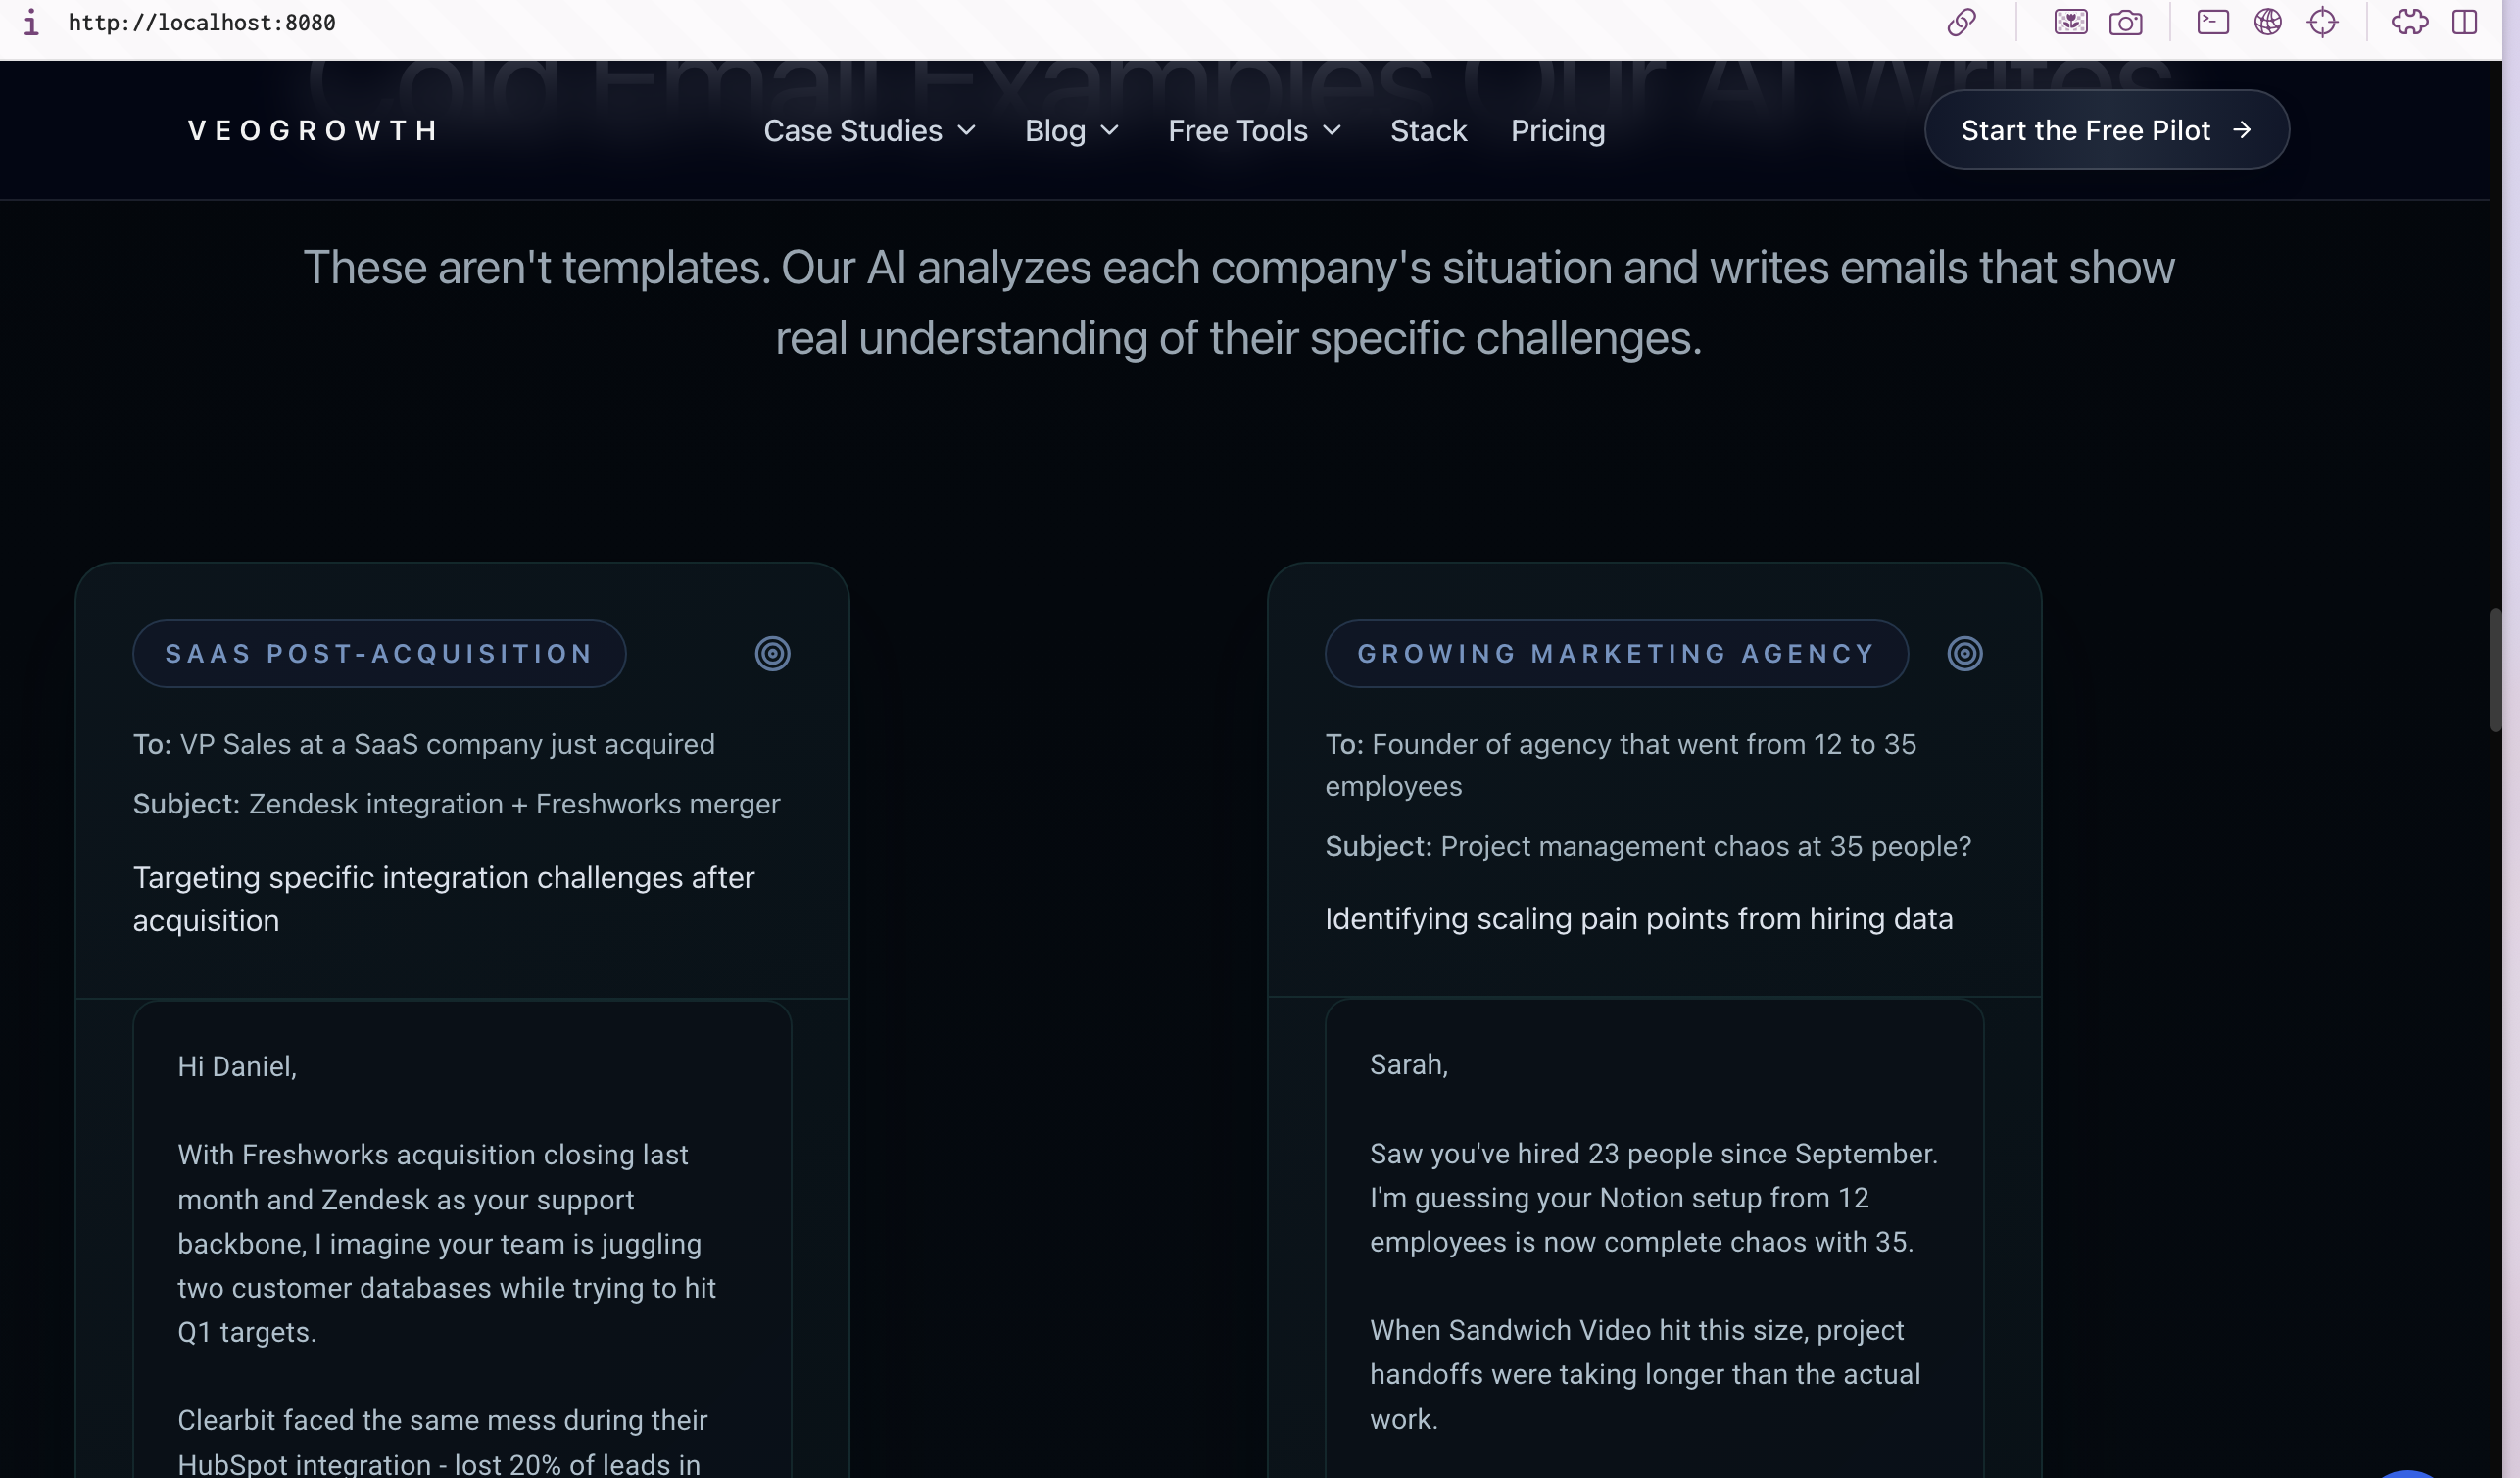 http://localhost:8080
Cold Email Examples Our AI Writes
VEOGROWTH
Case Studies
Blog
Free Tools
Stack
Pricing
Start the Free Pilot →
These aren't templates. Our AI analyzes each company's situation and writes emails that show
real understanding of their specific challenges.
SAAS POST-ACQUISITION
To: VP Sales at a SaaS company just acquired
Subject: Zendesk integration + Freshworks merger
Targeting specific integration challenges after
acquisition
Hi Daniel,
With Freshworks acquisition closing last
month and Zendesk as your support
backbone, I imagine your team is juggling
two customer databases while trying to hit
Q1 targets.
Clearbit faced the same mess during their
HubSpot integration - lost 20% of leads in
GROWING MARKETING AGENCY
To: Founder of agency that went from 12 to 35
employees
Subject: Project management chaos at 35 people?
Identifying scaling pain points from hiring data
Sarah,
Saw you've hired 23 people since September.
I'm guessing your Notion setup from 12
employees is now complete chaos with 35.
When Sandwich Video hit this size, project
handoffs were taking longer than the actual
work.